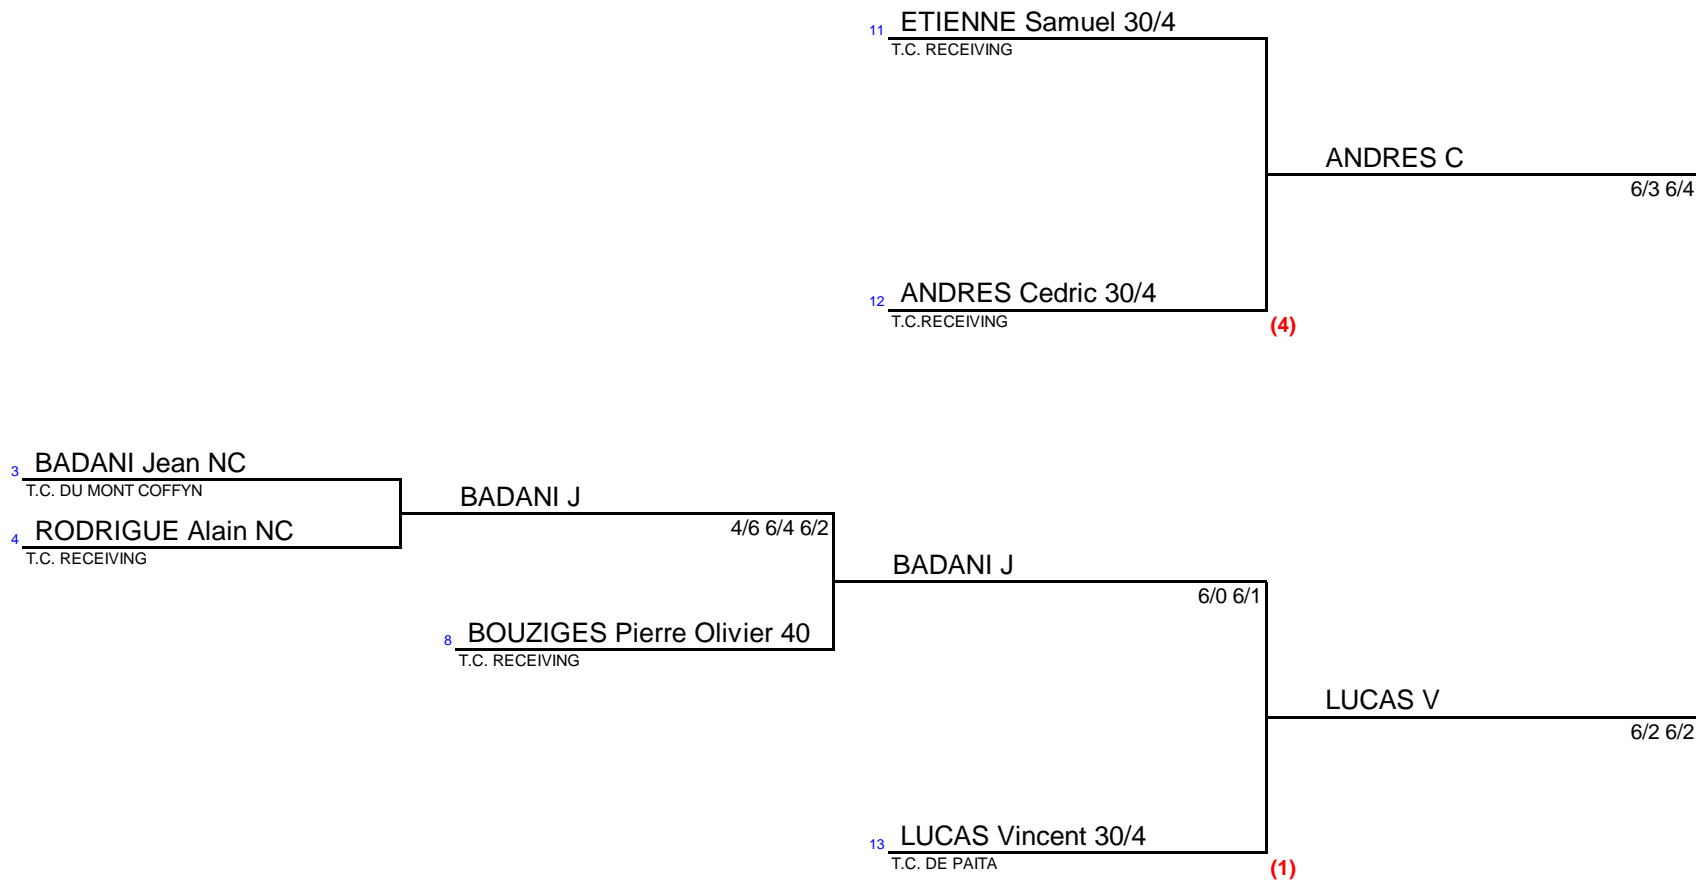 11 ETIENNE Samuel 30/4
T.C. RECEIVING
ANDRES C
6/3 6/4
12 ANDRES Cedric 30/4
T.C.RECEIVING
(4)
3 BADANI Jean NC
T.C. DU MONT COFFYN
BADANI J
4/6 6/4 6/2
4 RODRIGUE Alain NC
T.C. RECEIVING
BADANI J
6/0 6/1
8 BOUZIGES Pierre Olivier 40
T.C. RECEIVING
LUCAS V
6/2 6/2
13 LUCAS Vincent 30/4
T.C. DE PAITA
(1)